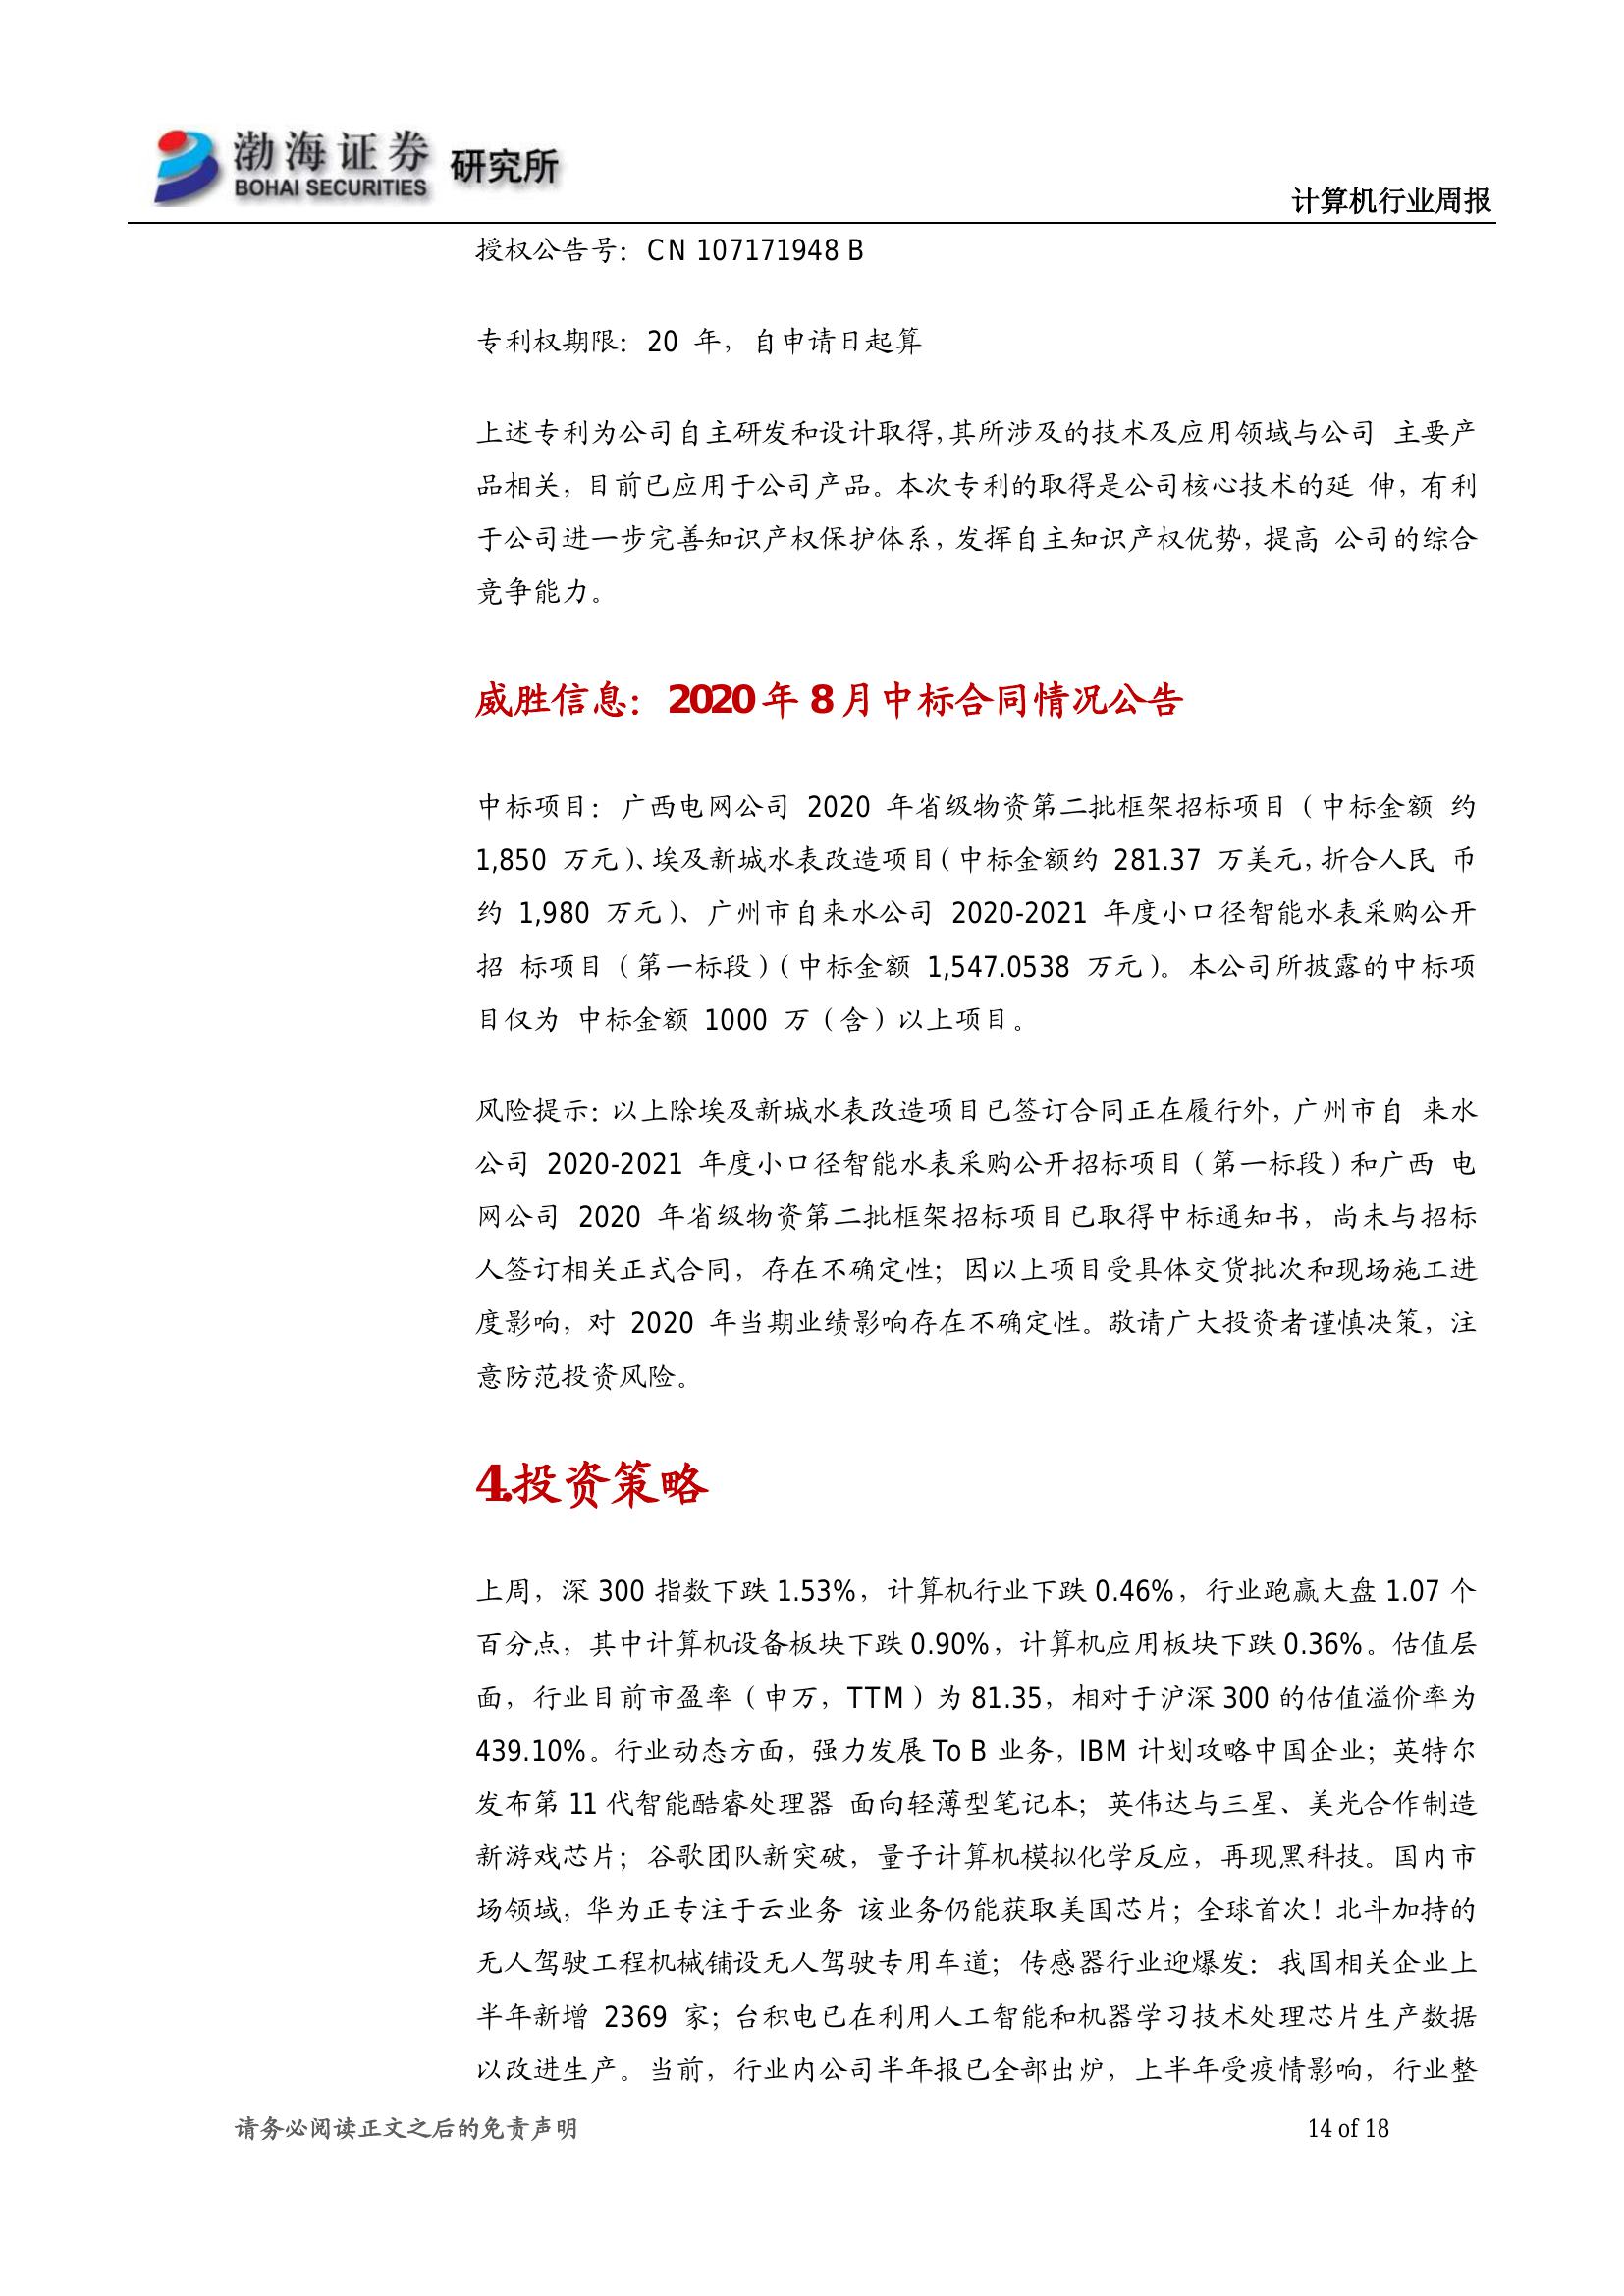 渤海证券 研究所
BOHAI SECURITIES
计算机行业周报
授权公告号：CN 107171948 B
专利权期限：20 年，自申请日起算
上述专利为公司自主研发和设计取得，其所涉及的技术及应用领域与公司 主要产
品相关，目前已应用于公司产品。本次专利的取得是公司核心技术的延 伸，有利
于公司进一步完善知识产权保护体系，发挥自主知识产权优势，提高 公司的综合
竞争能力。
威胜信息：2020 年 8 月中标合同情况公告
中标项目：广西电网公司 2020 年省级物资第二批框架招标项目（中标金额 约
1,850 万元）、埃及新城水表改造项目（中标金额约 281.37 万美元，折合人民 币
约 1,980 万元）、广州市自来水公司 2020-2021 年度小口径智能水表采购公开
招 标项目（第一标段）（中标金额 1,547.0538 万元）。本公司所披露的中标项
目仅为 中标金额 1000 万（含）以上项目。
风险提示：以上除埃及新城水表改造项目已签订合同正在履行外，广州市自 来水
公司 2020-2021 年度小口径智能水表采购公开招标项目（第一标段）和广西 电
网公司 2020 年省级物资第二批框架招标项目已取得中标通知书，尚未与招标
人签订相关正式合同，存在不确定性；因以上项目受具体交货批次和现场施工进
度影响，对 2020 年当期业绩影响存在不确定性。敬请广大投资者谨慎决策，注
意防范投资风险。
4.投资策略
上周，深 300 指数下跌 1.53%，计算机行业下跌 0.46%，行业跑赢大盘 1.07 个
百分点，其中计算机设备板块下跌 0.90%，计算机应用板块下跌 0.36%。估值层
面，行业目前市盈率（申万，TTM）为 81.35，相对于沪深 300 的估值溢价率为
439.10%。行业动态方面，强力发展 To B 业务，IBM 计划攻略中国企业；英特尔
发布第 11 代智能酷睿处理器 面向轻薄型笔记本；英伟达与三星、美光合作制造
新游戏芯片；谷歌团队新突破，量子计算机模拟化学反应，再现黑科技。国内市
场领域，华为正专注于云业务 该业务仍能获取美国芯片；全球首次！北斗加持的
无人驾驶工程机械铺设无人驾驶专用车道；传感器行业迎爆发：我国相关企业上
半年新增 2369 家；台积电已在利用人工智能和机器学习技术处理芯片生产数据
以改进生产。当前，行业内公司半年报已全部出炉，上半年受疫情影响，行业整
请务必阅读正文之后的免责声明
14 of 18